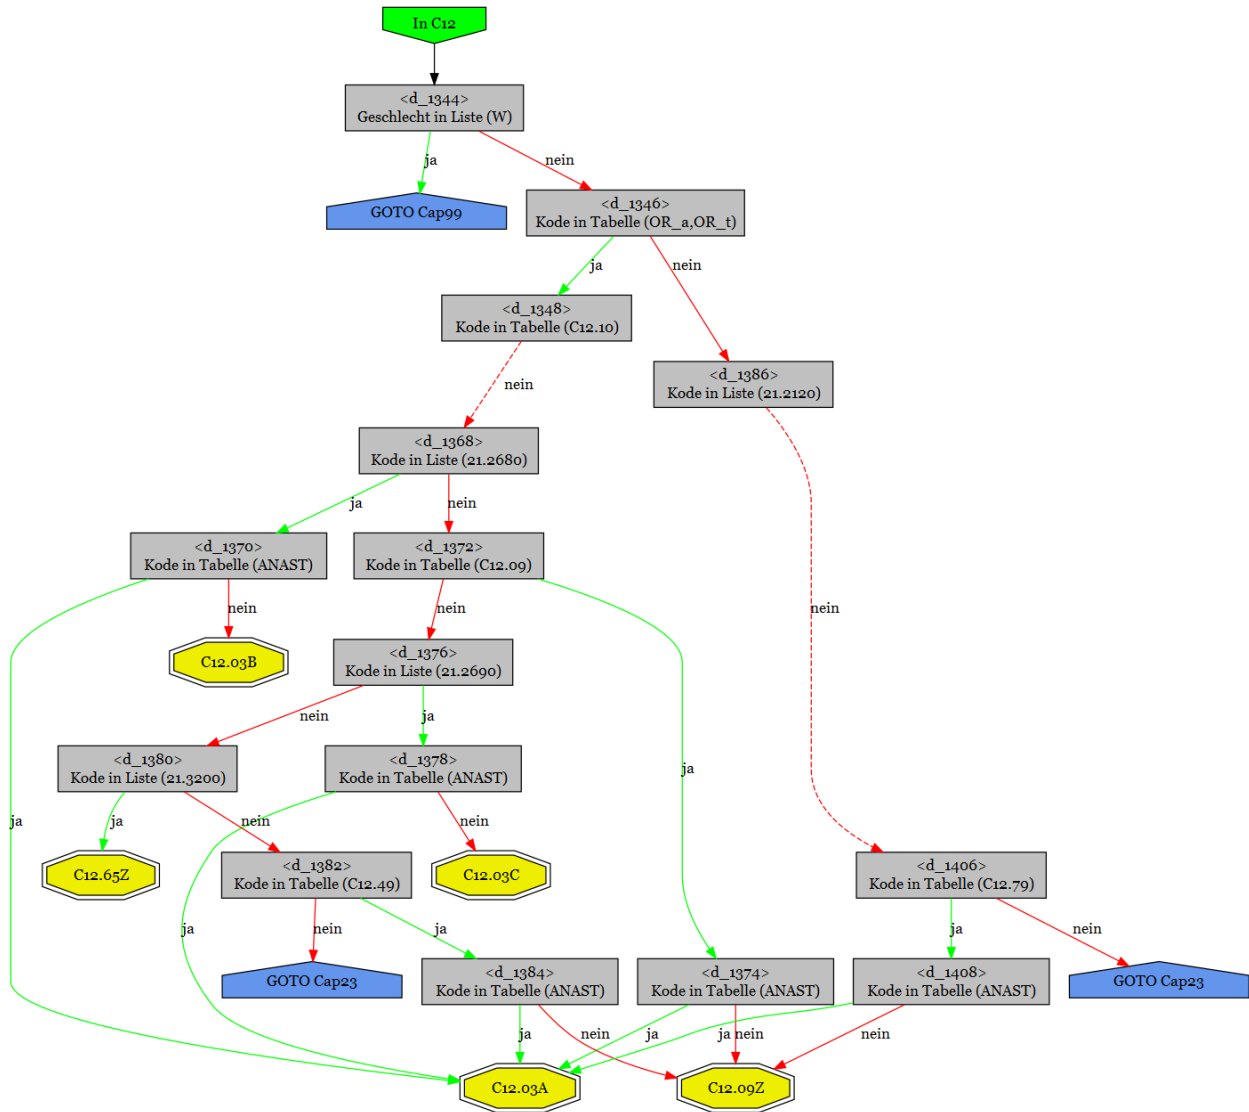 In C12
<d_1344>
Geschlecht in Liste (W)
ja
nein
GOTO Cap99
<d_1346>
Kode in Tabelle (OR_a,OR_t)
ja
nein
<d_1348>
Kode in Tabelle (C12.10)
<d_1386>
Kode in Liste (21.2120)
nein
<d_1368>
Kode in Liste (21.2680)
ja
nein
<d_1370>
Kode in Tabelle (ANAST)
<d_1372>
Kode in Tabelle (C12.09)
nein
nein
nein
C12.03B
<d_1376>
Kode in Liste (21.2690)
nein
ja
<d_1380>
Kode in Liste (21.3200)
<d_1378>
Kode in Tabelle (ANAST)
ja
ja
ja
nein
nein
C12.65Z
<d_1382>
Kode in Tabelle (C12.49)
C12.03C
<d_1406>
Kode in Tabelle (C12.79)
ja
nein
ja
ja
nein
GOTO Cap23
<d_1384>
Kode in Tabelle (ANAST)
<d_1374>
Kode in Tabelle (ANAST)
<d_1408>
Kode in Tabelle (ANAST)
GOTO Cap23
ja
nein
ja
ja
nein
nein
C12.03A
C12.09Z